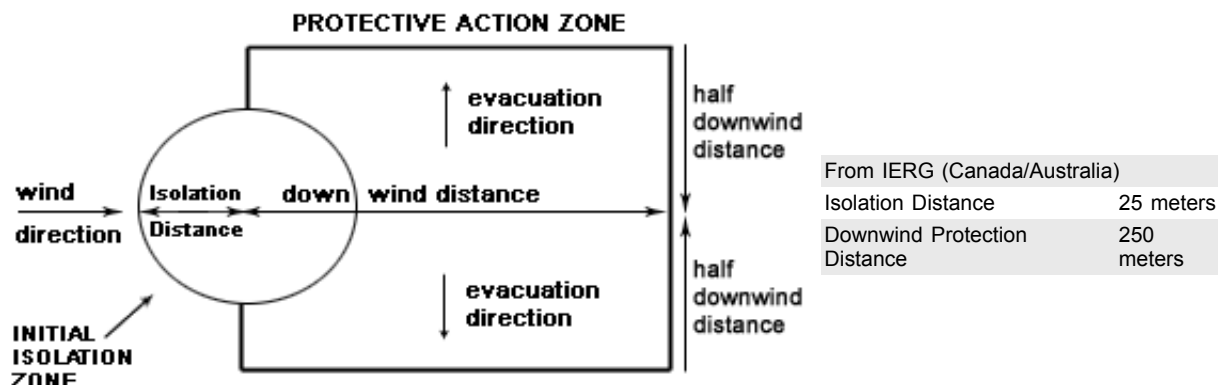 PROTECTIVE ACTION ZONE
evacuation
direction
half
downwind
distance
wind
direction
Isolation
Distance
down wind distance
evacuation
direction
half
downwind
distance
INITIAL
ISOLATION
ZONE
From IERG (Canada/Australia)
Isolation Distance 25 meters
Downwind Protection 250
Distance meters